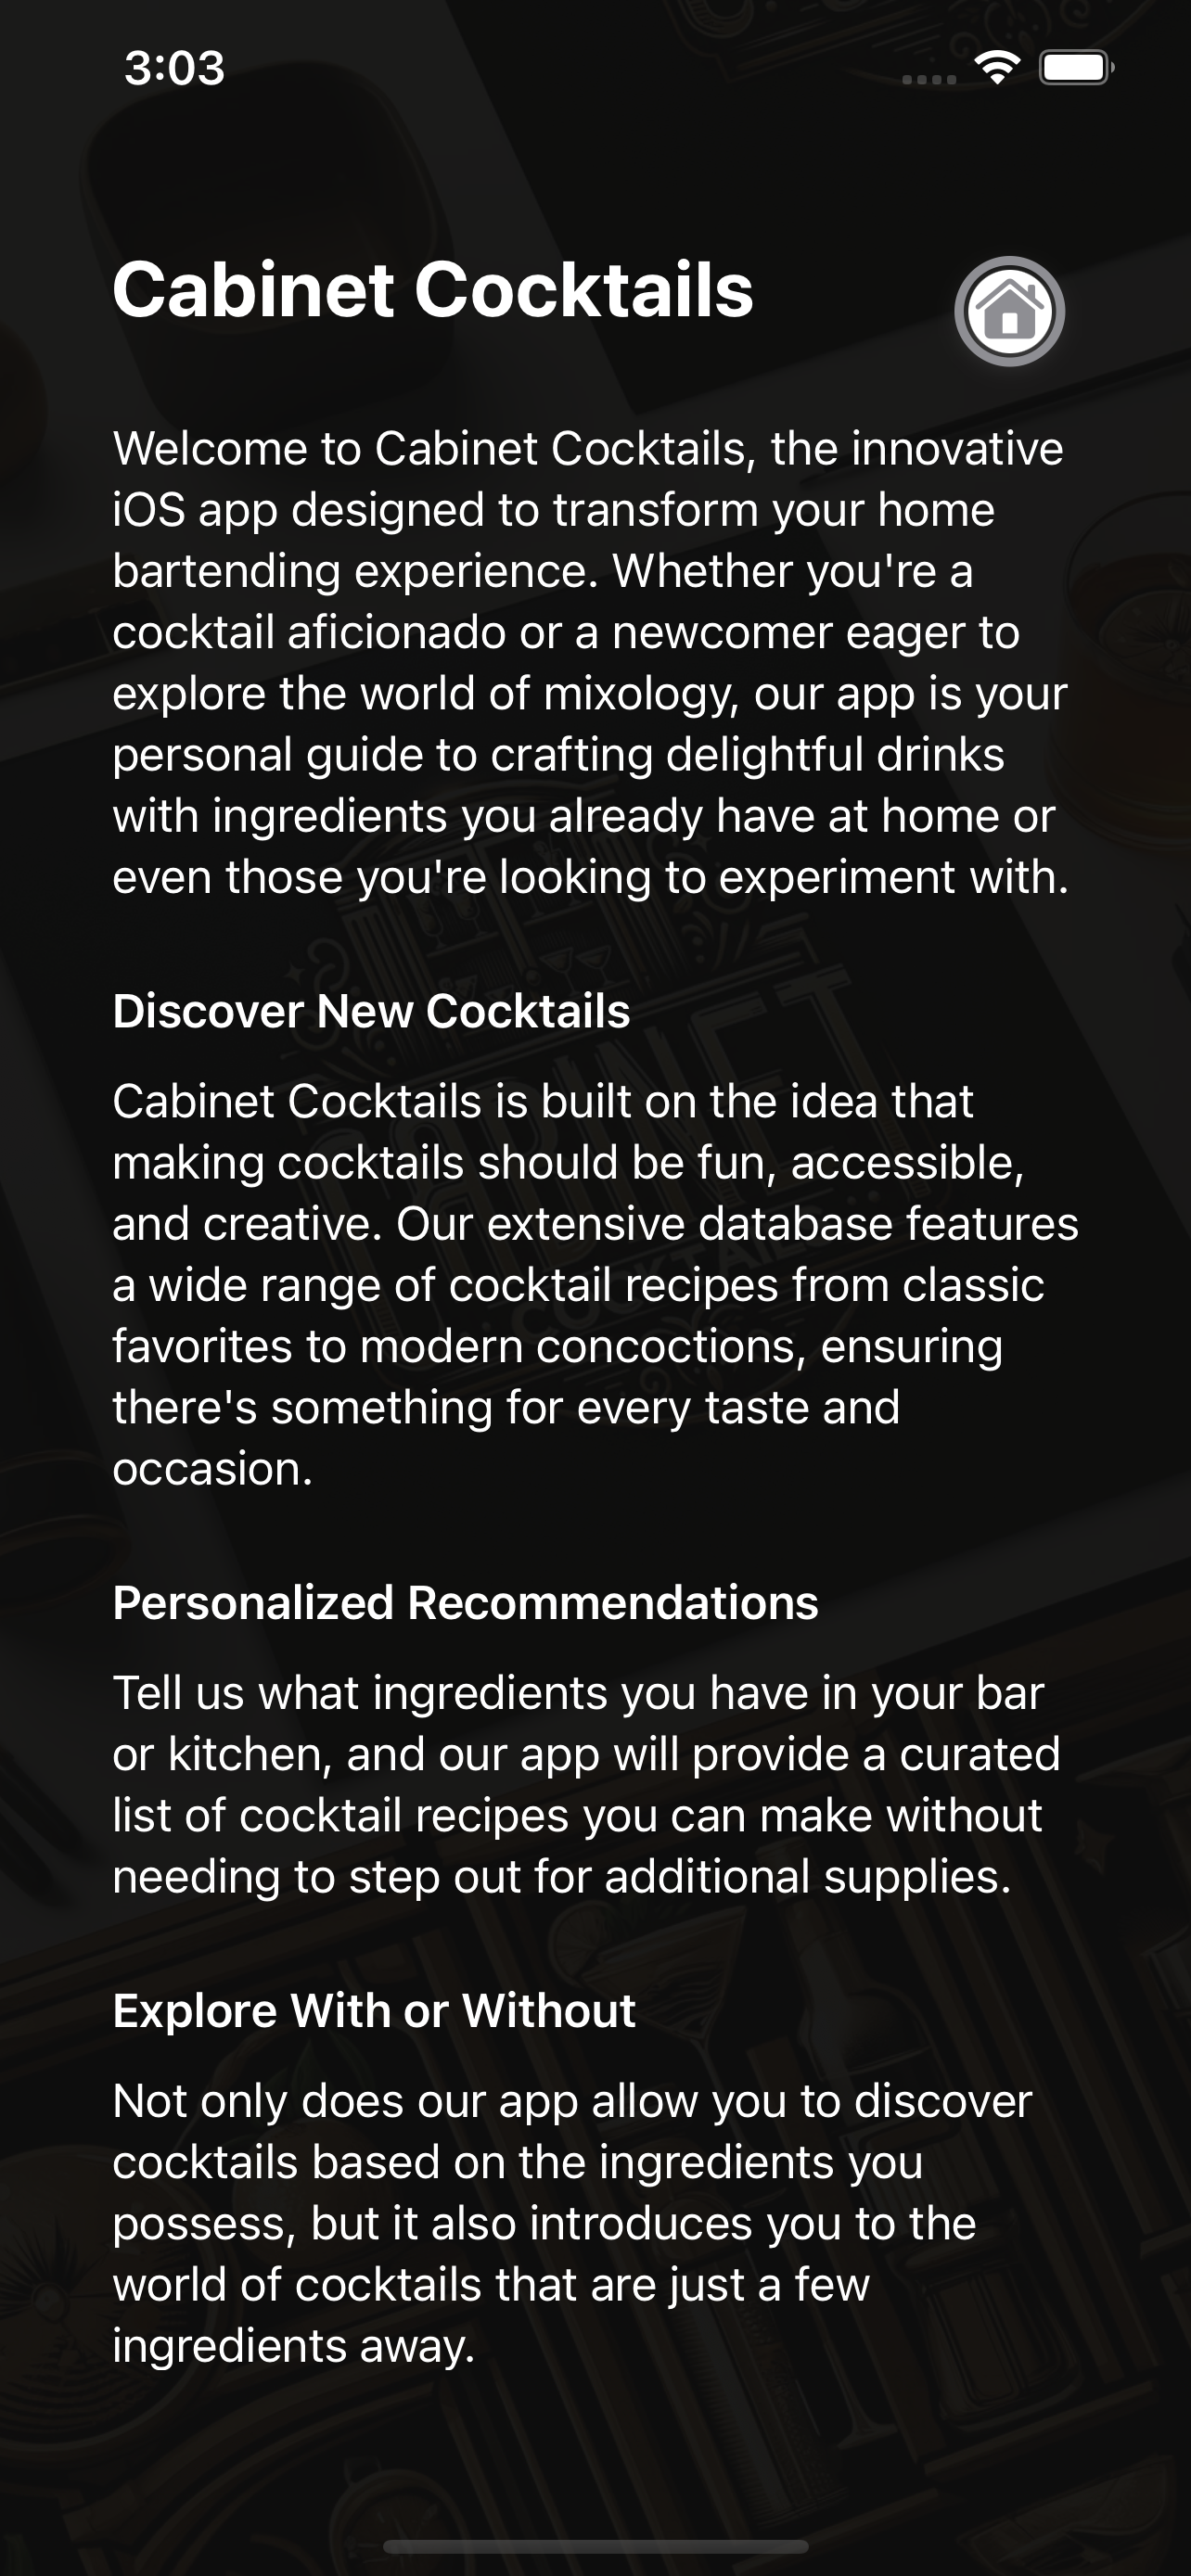 3:03
Cabinet Cocktails
Welcome to Cabinet Cocktails, the innovative
iOS app designed to transform your home
bartending experience. Whether you're a
cocktail aficionado or a newcomer eager to
explore the world of mixology, our app is your
personal guide to crafting delightful drinks
with ingredients you already have at home or
even those you're looking to experiment with.
Discover New Cocktails
Cabinet Cocktails is built on the idea that
making cocktails should be fun, accessible,
and creative. Our extensive database features
a wide range of cocktail recipes from classic
favorites to modern concoctions, ensuring
there's something for every taste and
occasion.
Personalized Recommendations
Tell us what ingredients you have in your bar
or kitchen, and our app will provide a curated
list of cocktail recipes you can make without
needing to step out for additional supplies.
Explore With or Without
Not only does our app allow you to discover
cocktails based on the ingredients you
possess, but it also introduces you to the
world of cocktails that are just a few
ingredients away.
CABINET
COCKTAILS